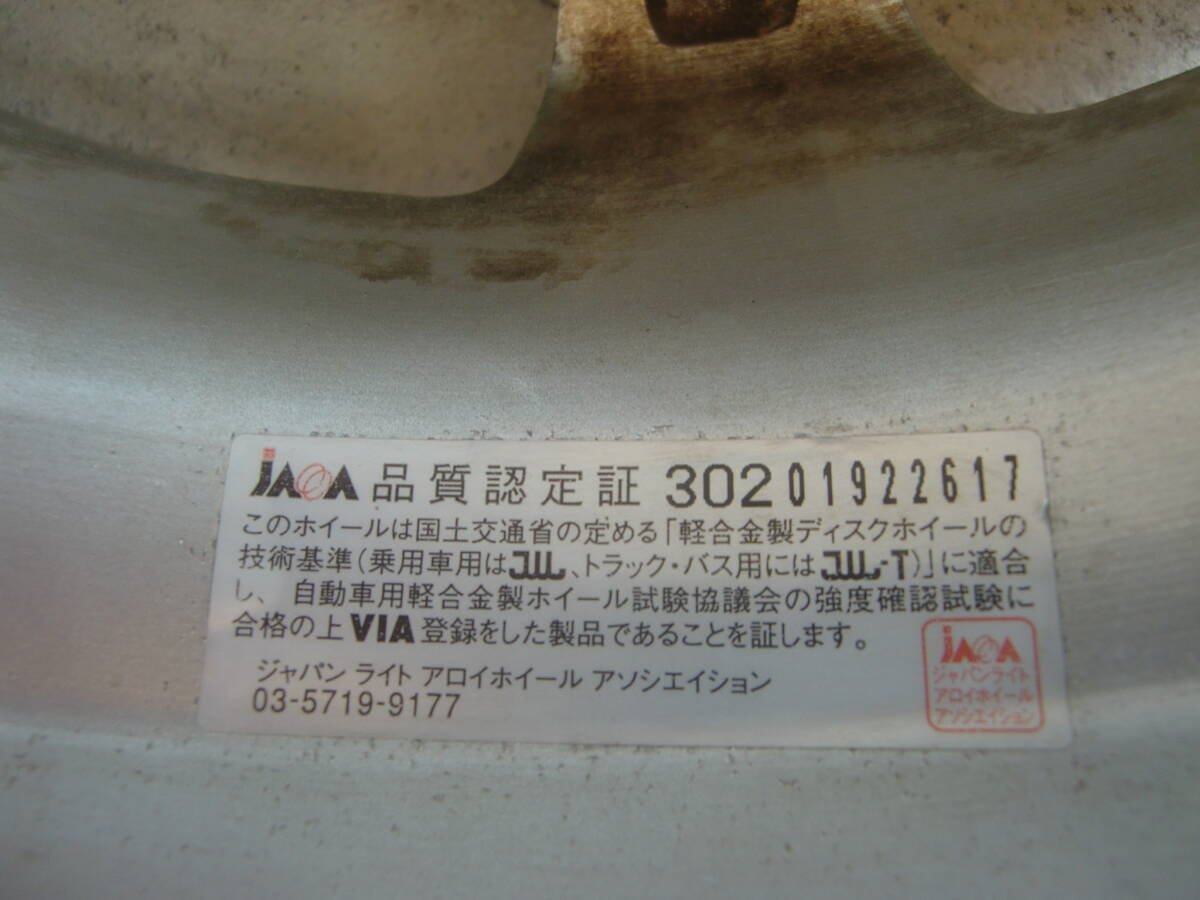 JAWA 品質認定証 30201922617
このホイールは国土交通省の定める「軽合金製ディスクホイールの
技術基準(乗用車用はJWL、トラック・バス用にはJWL-T)」に適合
し、自動車用軽合金製ホイール試験協議会の強度確認試験に
合格の上VIA登録をした製品であることを証します。
ジャパン ライト アロイホイール アソシエイション
03-5719-9177
JAWA
ジャパンライト
アロイホイール
アソシエイション